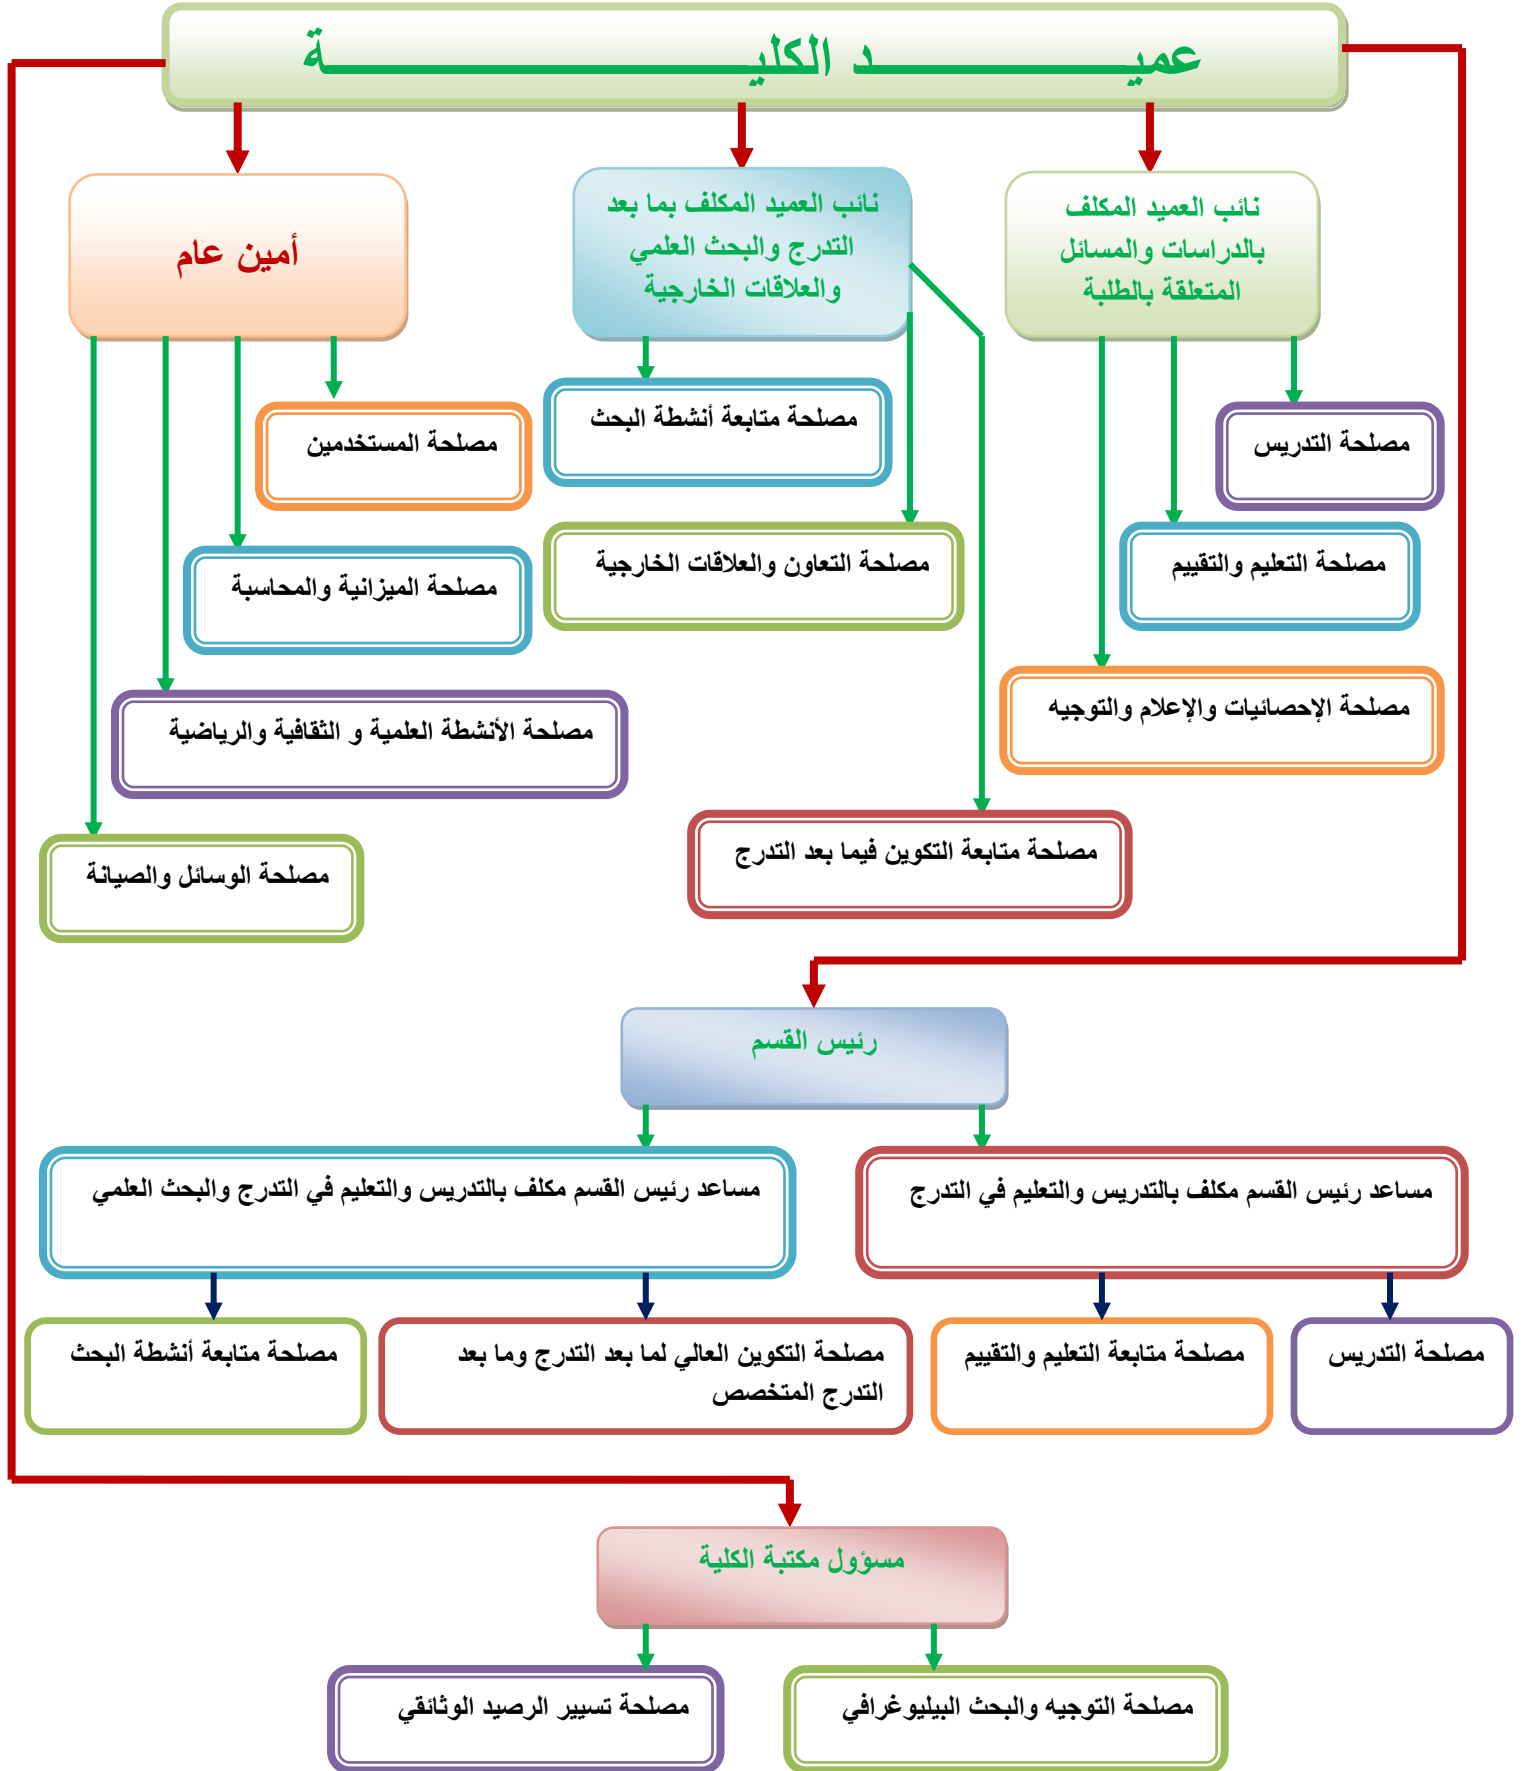 عميــــــــــــــــد الكليــــــــــــــــــــــــــة
نائب العميد المكلف
بالدراسات والمسائل
المتعلقة بالطلبة
نائب العميد المكلف بما بعد
التدرج والبحث العلمي
والعلاقات الخارجية
أمين عام
مصلحة التدريس
مصلحة متابعة أنشطة البحث
مصلحة المستخدمين
مصلحة التعليم والتقييم
مصلحة التعاون والعلاقات الخارجية
مصلحة الميزانية والمحاسبة
مصلحة الإحصائيات والإعلام والتوجيه
مصلحة الأنشطة العلمية و الثقافية والرياضية
مصلحة متابعة التكوين فيما بعد التدرج
مصلحة الوسائل والصيانة
رئيس القسم
مساعد رئيس القسم مكلف بالتدريس والتعليم في التدرج
مساعد رئيس القسم مكلف بالتدريس والتعليم في التدرج والبحث العلمي
مصلحة التدريس
مصلحة متابعة التعليم والتقييم
مصلحة التكوين العالي لما بعد التدرج وما بعد
التدرج المتخصص
مصلحة متابعة أنشطة البحث
مسؤول مكتبة الكلية
مصلحة التوجيه والبحث البيليوغرافي
مصلحة تسيير الرصيد الوثائقي